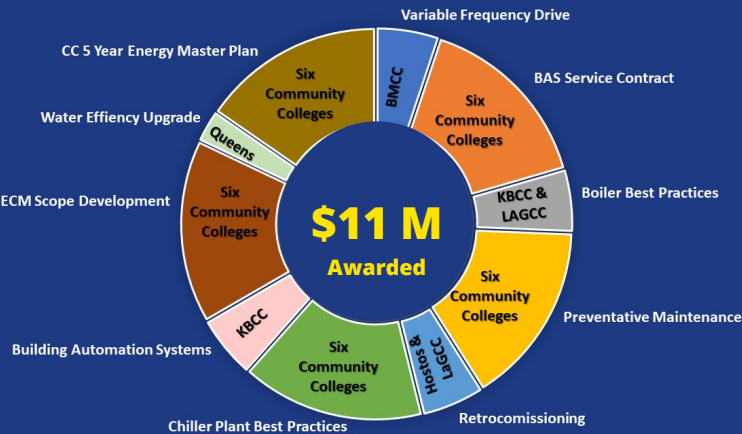 Variable Frequency Drive
BMCC
BAS Service Contract
Six
Community
Colleges
Boiler Best Practices
KBCC &
LAGCC
Preventative Maintenance
Six
Community
Colleges
Retrocomissioning
Hostos &
LaGCC
Chiller Plant Best Practices
Six
Community
Colleges
Building Automation Systems
KBCC
ECM Scope Development
Six
Community
Colleges
Water Effiency Upgrade
Queens
CC 5 Year Energy Master Plan
Six
Community
Colleges
$11 M
Awarded